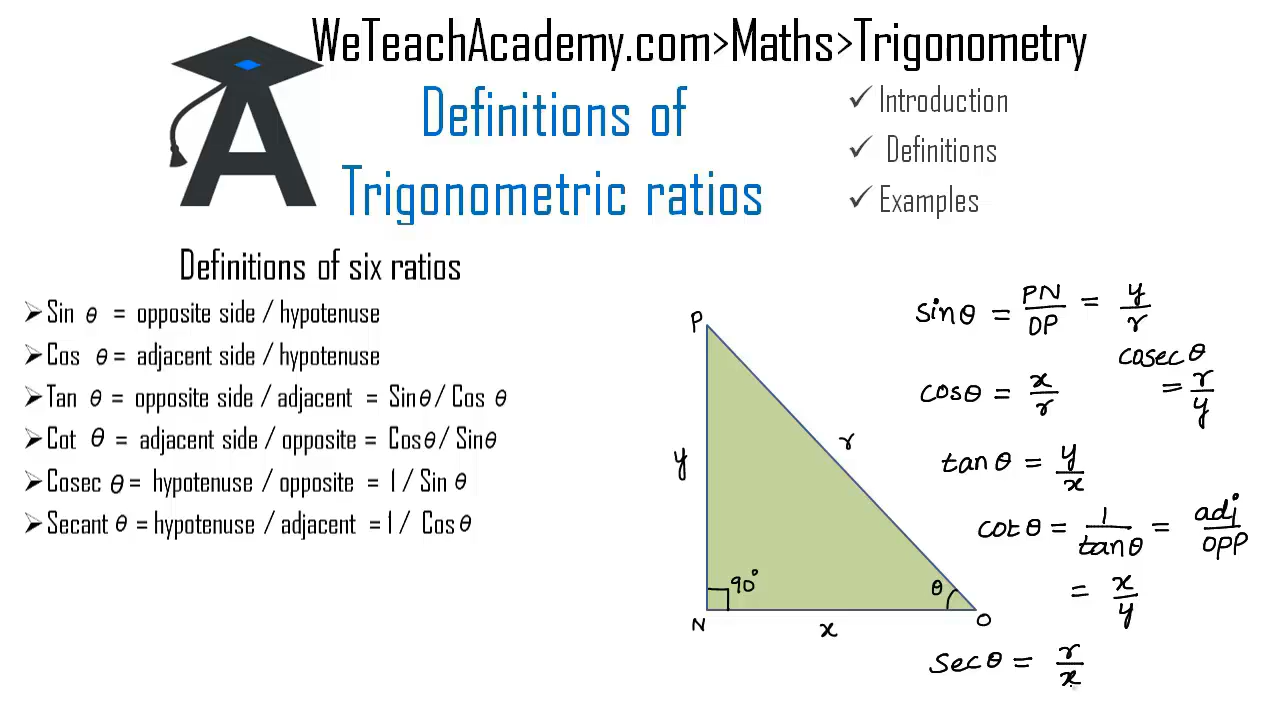 WeTeachAcademy.com>Maths>Trigonometry
Definitions of
Trigonometric ratios
✓ Introduction
✓ Definitions
✓ Examples
Definitions of six ratios
➢Sin θ = opposite side / hypotenuse
➢Cos θ = adjacent side / hypotenuse
➢Tan θ = opposite side / adjacent = Sinθ / Cos θ
➢Cot θ = adjacent side / opposite = Cosθ / Sinθ
➢Cosec θ = hypotenuse / opposite = 1 / Sin θ
➢Secant θ = hypotenuse / adjacent = 1 / Cos θ
P
y
r
90°
θ
N
x
O
sinθ = PN/OP = y/r
cosec θ
= r/y
cosθ = x/r
tanθ = y/x
cotθ = 1/tanθ = adj/OPP
= x/y
secθ = r/x